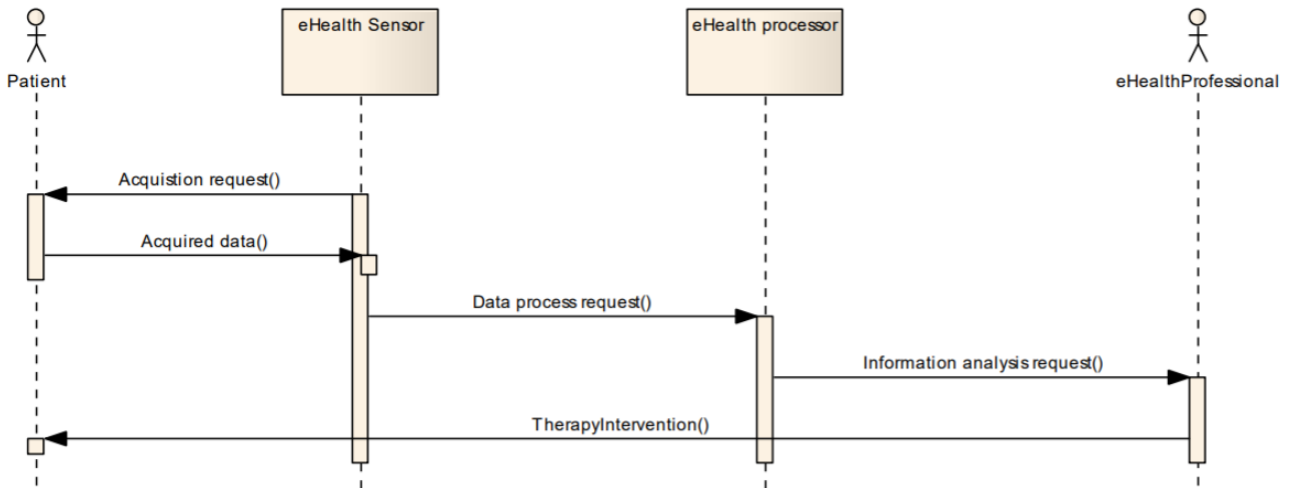 eHealth Sensor
eHealth processor
Patient
eHealthProfessional
Acquistion request()
Acquired data()
Data process request()
Information analysis request()
TherapyIntervention()